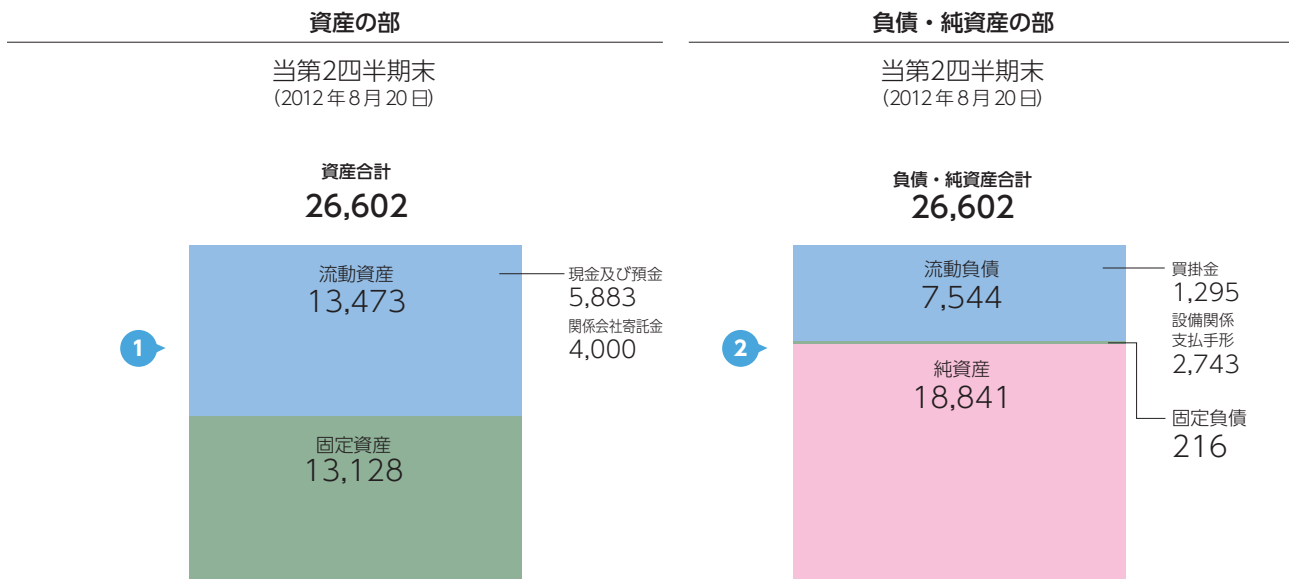 資産の部
当第2四半期末
(2012年8月20日)
資産合計
26,602
流動資産
13,473
現金及び預金
5,883
関係会社寄託金
4,000
1
固定資産
13,128
負債・純資産の部
当第2四半期末
(2012年8月20日)
負債・純資産合計
26,602
流動負債
7,544
買掛金
1,295
設備関係
支払手形
2,743
2
純資産
18,841
固定負債
216